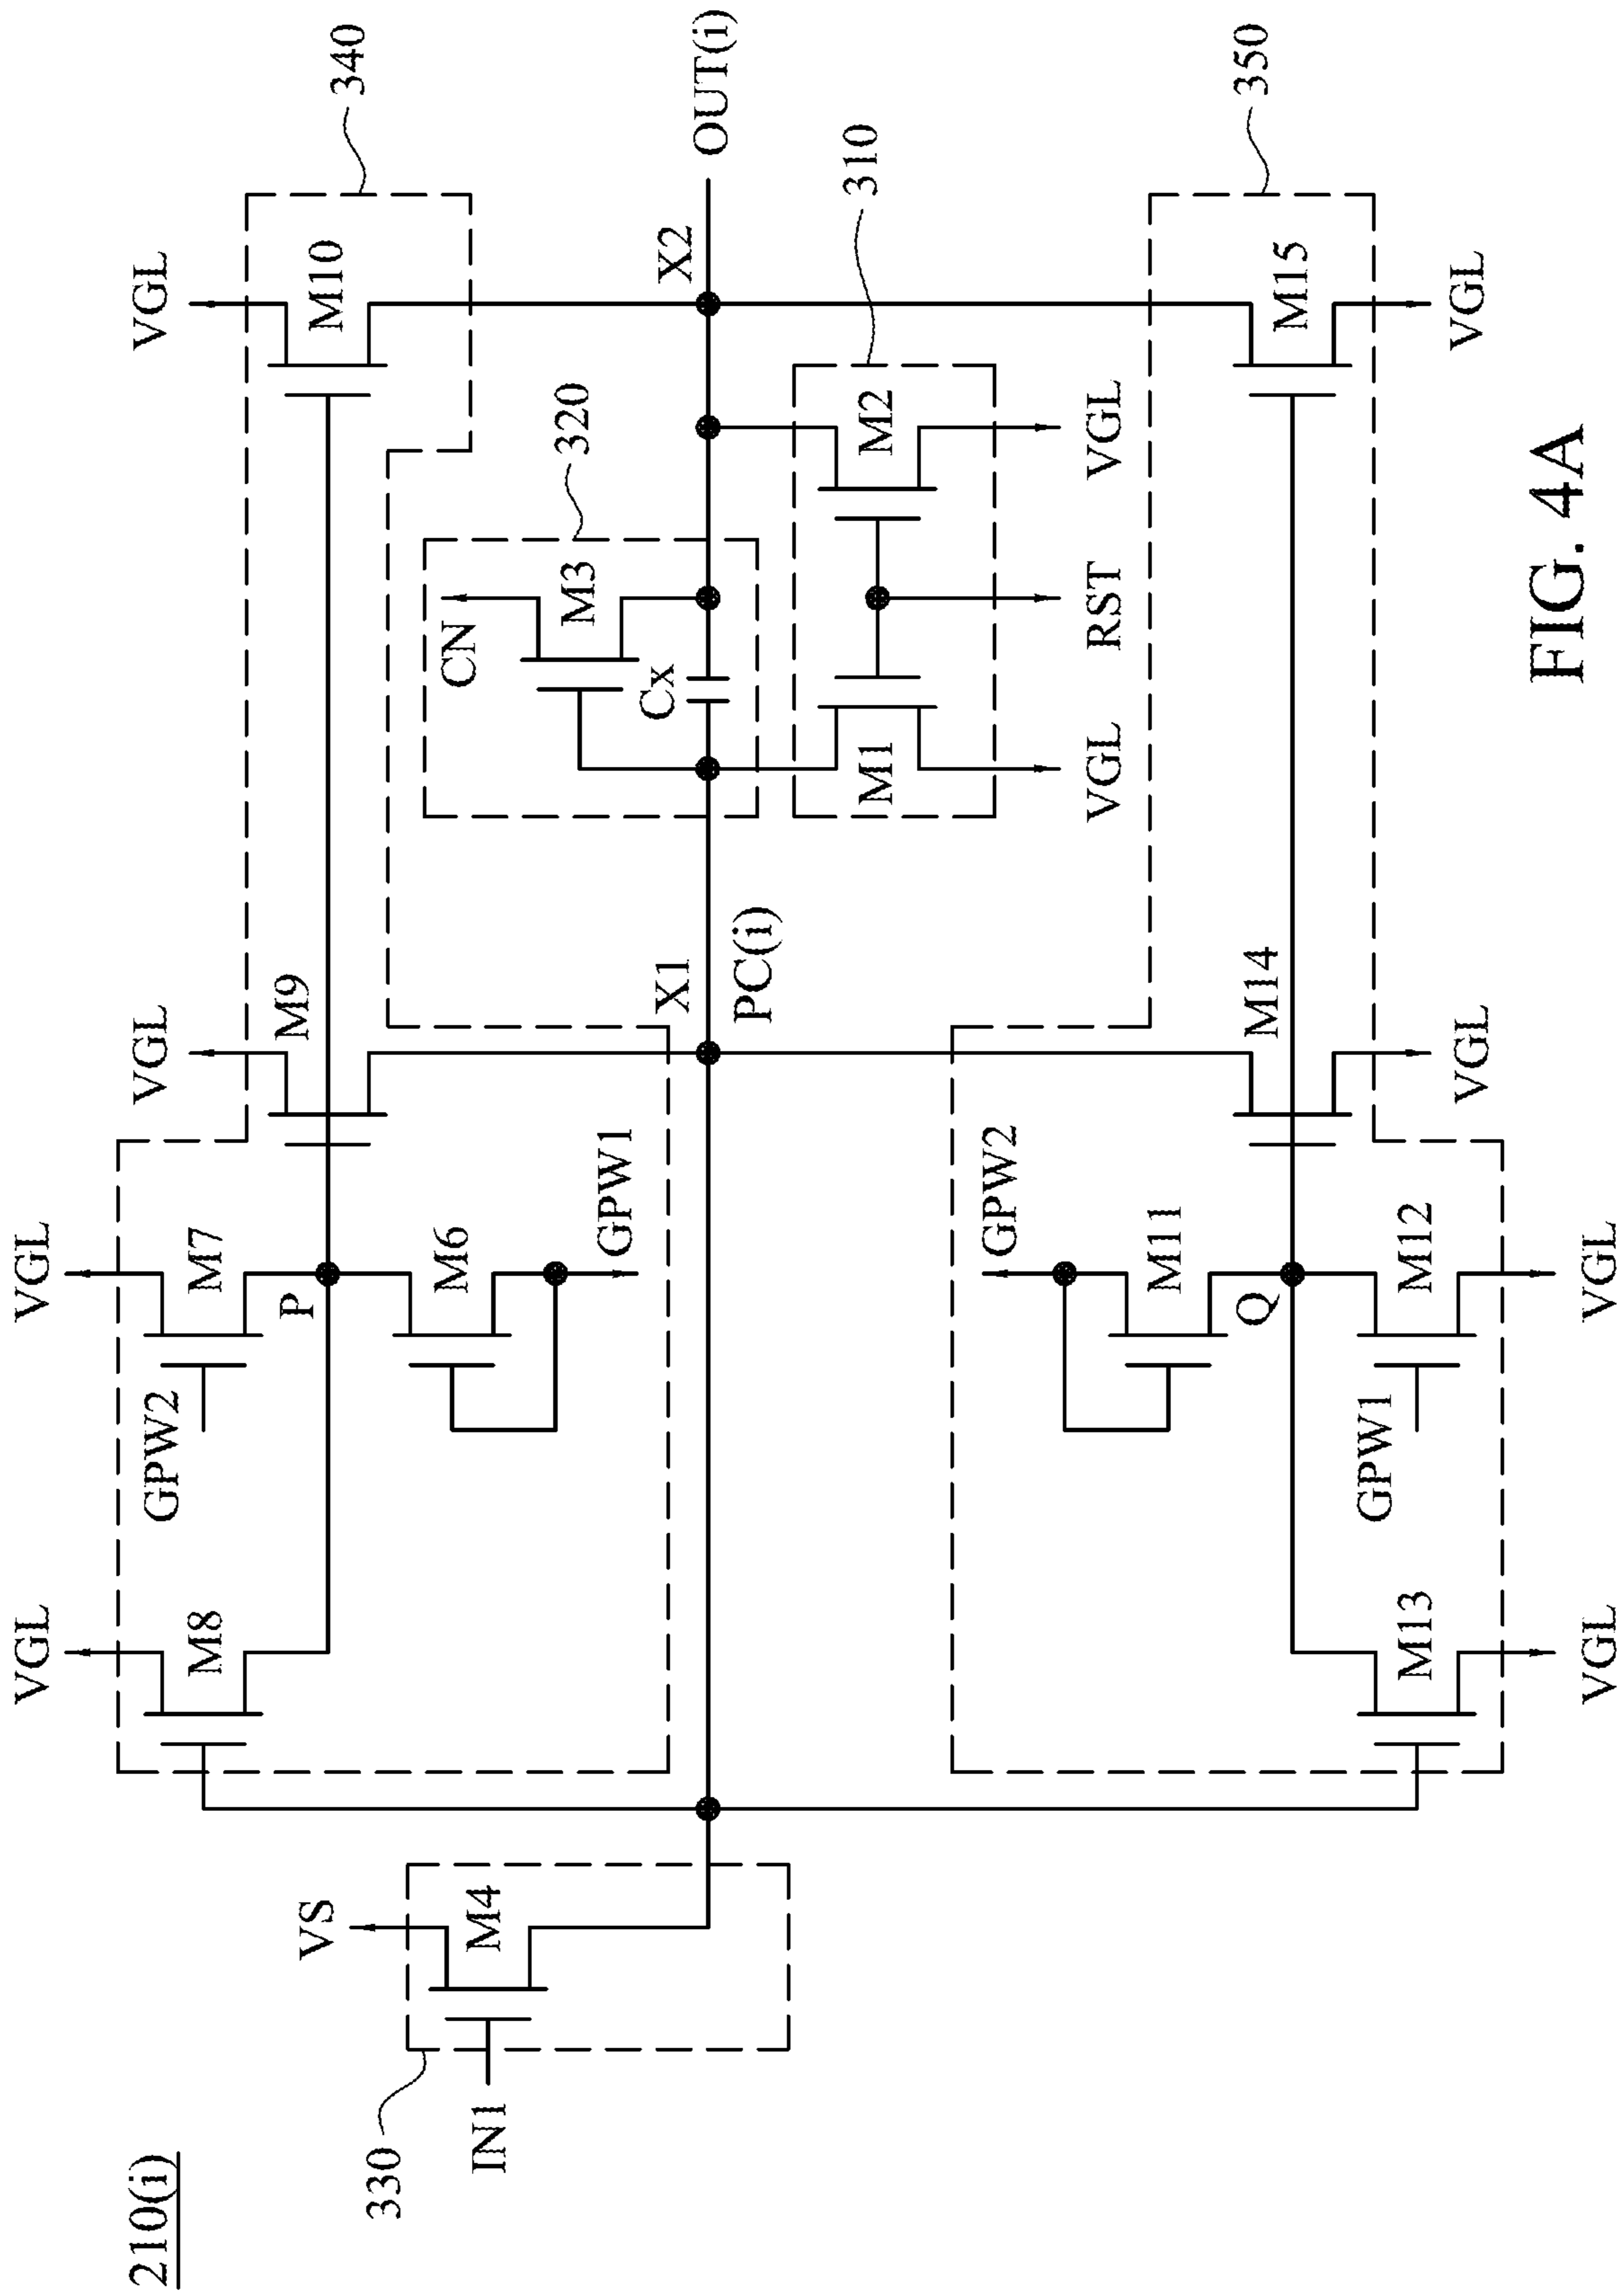 210(i)
330
IN1
VS
M4
VGL
M8
GPW2
VGL
M7
P
M6
GPW1
VGL
M9
X1
PC(i)
340
VGL
M10
320
CN
M3
Cx
X2
OUT(i)
310
M1
M2
VGL
RST
VGL
350
GPW2
M11
Q
M12
GPW1
VGL
M13
VGL
M14
VGL
M15
VGL
FIG. 4A